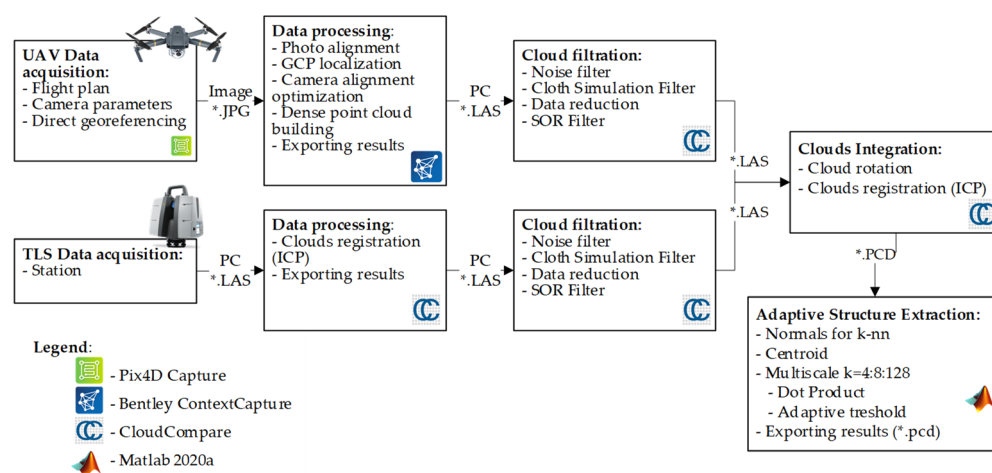 UAV Data
acquisition:
- Flight plan
- Camera parameters
- Direct georeferencing
Image
*.JPG
Data processing:
- Photo alignment
- GCP localization
- Camera alignment
optimization
- Dense point cloud
building
- Exporting results
PC
*.LAS
Cloud filtration:
- Noise filter
- Cloth Simulation Filter
- Data reduction
- SOR Filter
*.LAS
TLS Data acquisition:
- Station
PC
*.LAS
Data processing:
- Clouds registration
(ICP)
- Exporting results
PC
*.LAS
Cloud filtration:
- Noise filter
- Cloth Simulation Filter
- Data reduction
- SOR Filter
*.LAS
Clouds Integration:
- Cloud rotation
- Clouds registration (ICP)
*.PCD
Adaptive Structure Extraction:
- Normals for k-nn
- Centroid
- Multiscale k=4:8:128
- Dot Product
- Adaptive treshold
- Exporting results (*.pcd)
Legend:
- Pix4D Capture
- Bentley ContextCapture
- CloudCompare
- Matlab 2020a